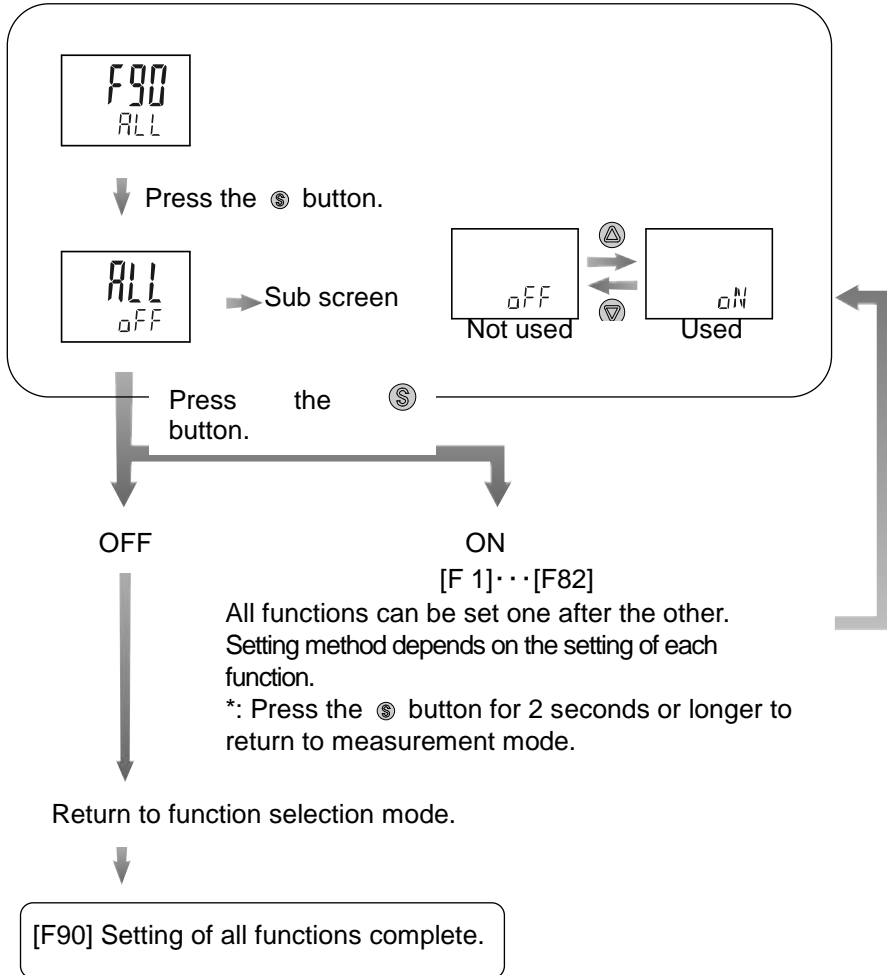 F90
ALL
Press the Ⓢ button.
ALL
oFF
Sub screen
oFF
oN
Not used
Used
Press the Ⓢ
button.
OFF
ON
[F 1]･･･[F82]
All functions can be set one after the other.
Setting method depends on the setting of each
function.
*: Press the Ⓢ button for 2 seconds or longer to
return to measurement mode.
Return to function selection mode.
[F90] Setting of all functions complete.